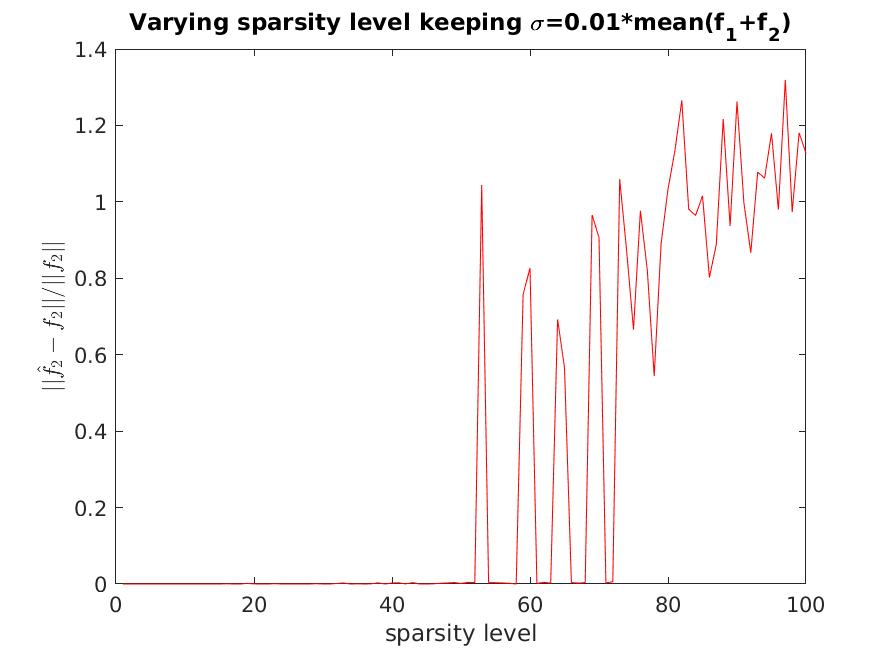 Varying sparsity level keeping σ=0.01*mean(f₁+f₂)
1.4
1.2
1
0.8
0.6
0.4
0.2
0
||f̂₂ − f₂||/||f₂||
0 20 40 60 80 100
sparsity level